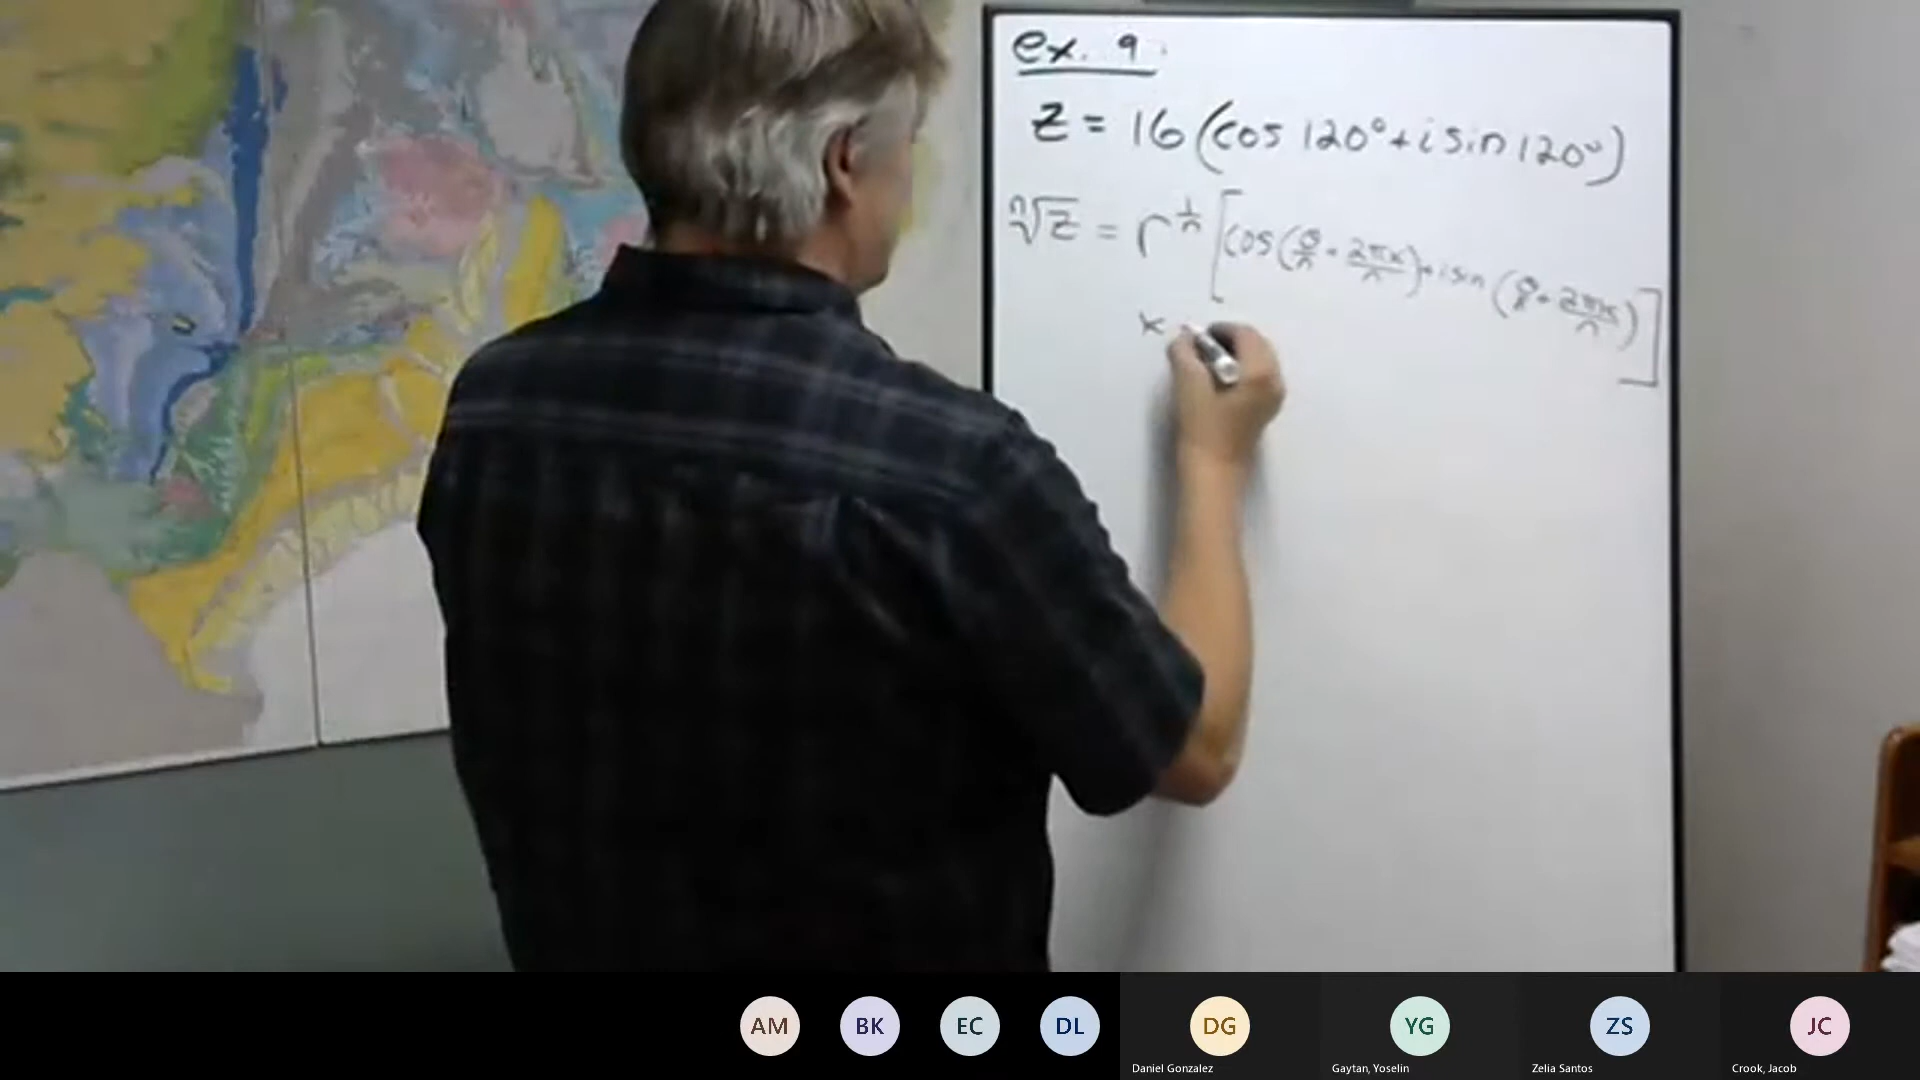 ex. 9
z = 16 (cos 120° + i sin 120°)
ⁿ√z = r^(1/n) [cos(θ/n + 2πk/n) + i sin (θ/n + 2πk/n)]
k
AM BK EC DL DG YG ZS JC
Daniel Gonzalez Gaytan, Yoselin Zelia Santos Crook, Jacob